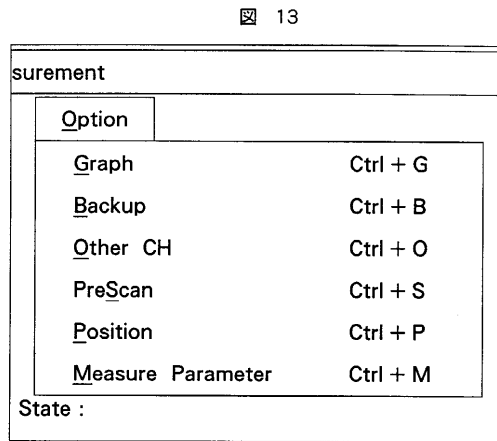 図 13
surement
Option
Graph Ctrl + G
Backup Ctrl + B
Other CH Ctrl + O
PreScan Ctrl + S
Position Ctrl + P
Measure Parameter Ctrl + M
State :